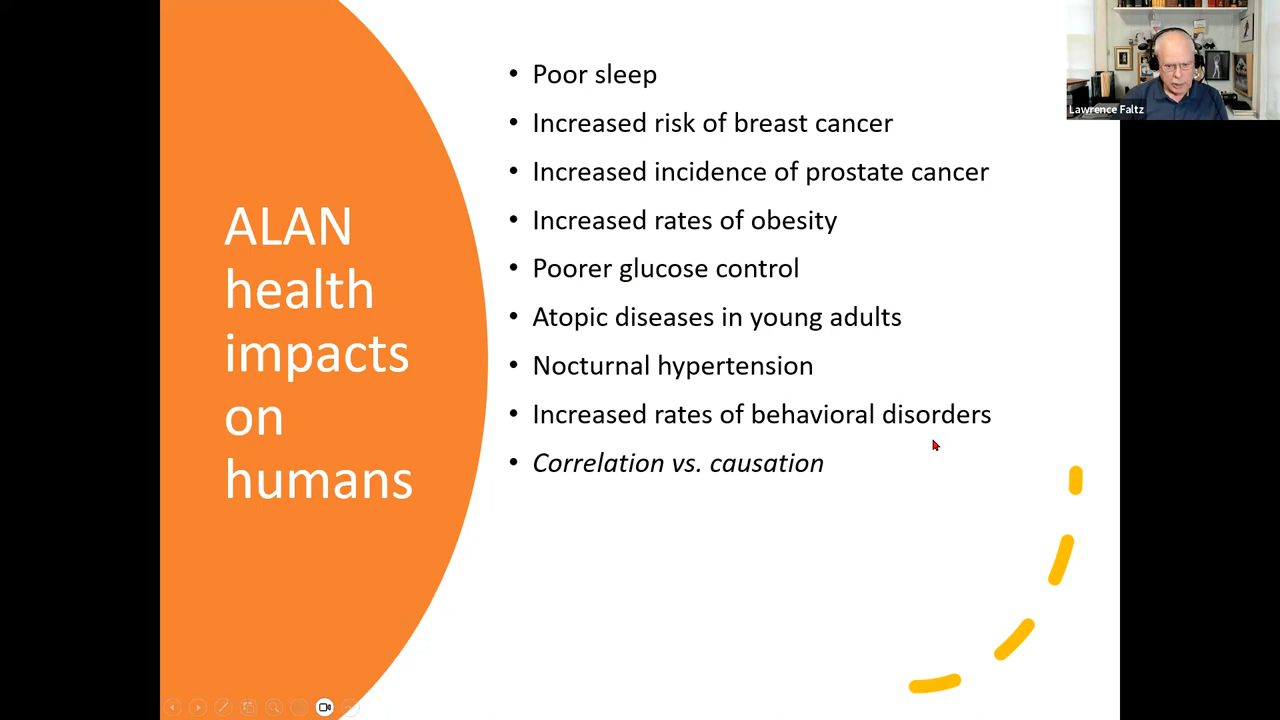 ALAN
health
impacts
on
humans
• Poor sleep
• Increased risk of breast cancer
• Increased incidence of prostate cancer
• Increased rates of obesity
• Poorer glucose control
• Atopic diseases in young adults
• Nocturnal hypertension
• Increased rates of behavioral disorders
• Correlation vs. causation
Lawrence Faltz